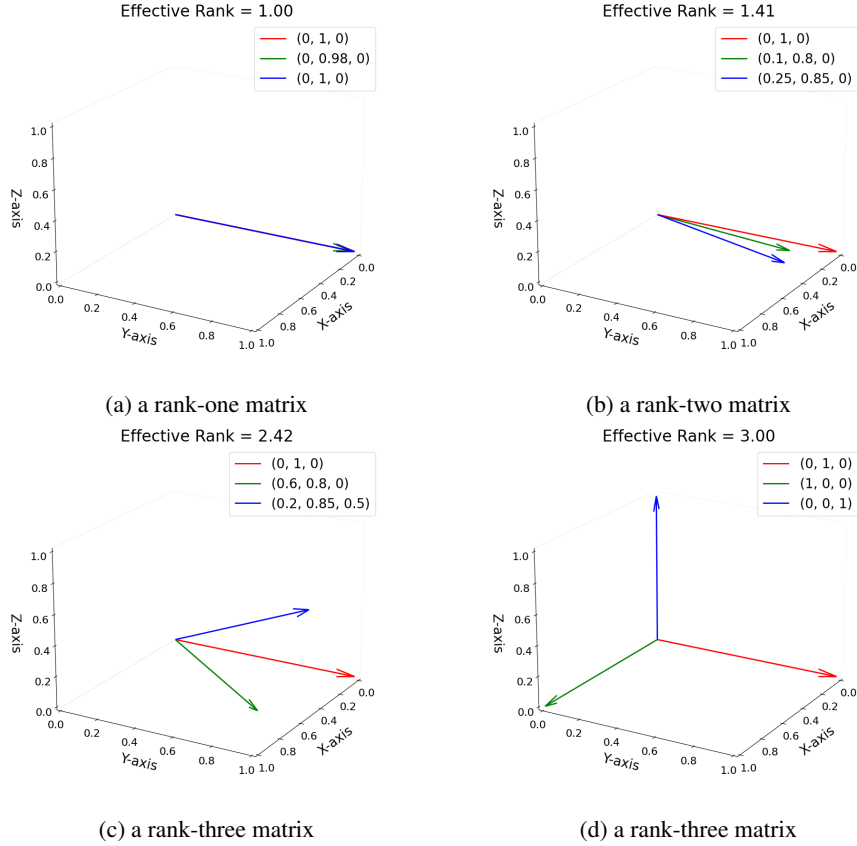 Effective Rank = 1.00
(0, 1, 0)
(0, 0.98, 0)
(0, 1, 0)
Z-axis
1.0
0.8
0.6
0.4
0.2
0.0
0.0
0.2
0.4
0.6
0.8
1.0
Y-axis
0.0
0.2
0.4
0.6
0.8
1.0
X-axis
(a) a rank-one matrix
Effective Rank = 1.41
(0, 1, 0)
(0.1, 0.8, 0)
(0.25, 0.85, 0)
Z-axis
1.0
0.8
0.6
0.4
0.2
0.0
0.0
0.2
0.4
0.6
0.8
1.0
Y-axis
0.0
0.2
0.4
0.6
0.8
1.0
X-axis
(b) a rank-two matrix
Effective Rank = 2.42
(0, 1, 0)
(0.6, 0.8, 0)
(0.2, 0.85, 0.5)
Z-axis
1.0
0.8
0.6
0.4
0.2
0.0
0.0
0.2
0.4
0.6
0.8
1.0
Y-axis
0.0
0.2
0.4
0.6
0.8
1.0
X-axis
(c) a rank-three matrix
Effective Rank = 3.00
(0, 1, 0)
(1, 0, 0)
(0, 0, 1)
Z-axis
1.0
0.8
0.6
0.4
0.2
0.0
0.0
0.2
0.4
0.6
0.8
1.0
Y-axis
0.0
0.2
0.4
0.6
0.8
1.0
X-axis
(d) a rank-three matrix